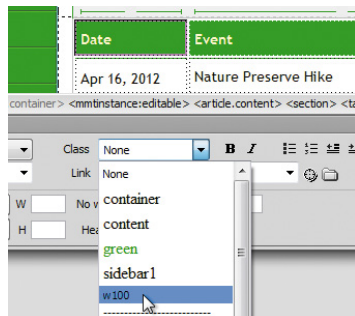 Date Event
Apr 16, 2012 Nature Preserve Hike
container> <mmtinstance:editable> <article.content> <section> <ta
Class None B I
Link None
W No w
H Hea
container
content
green
sidebar1
w100